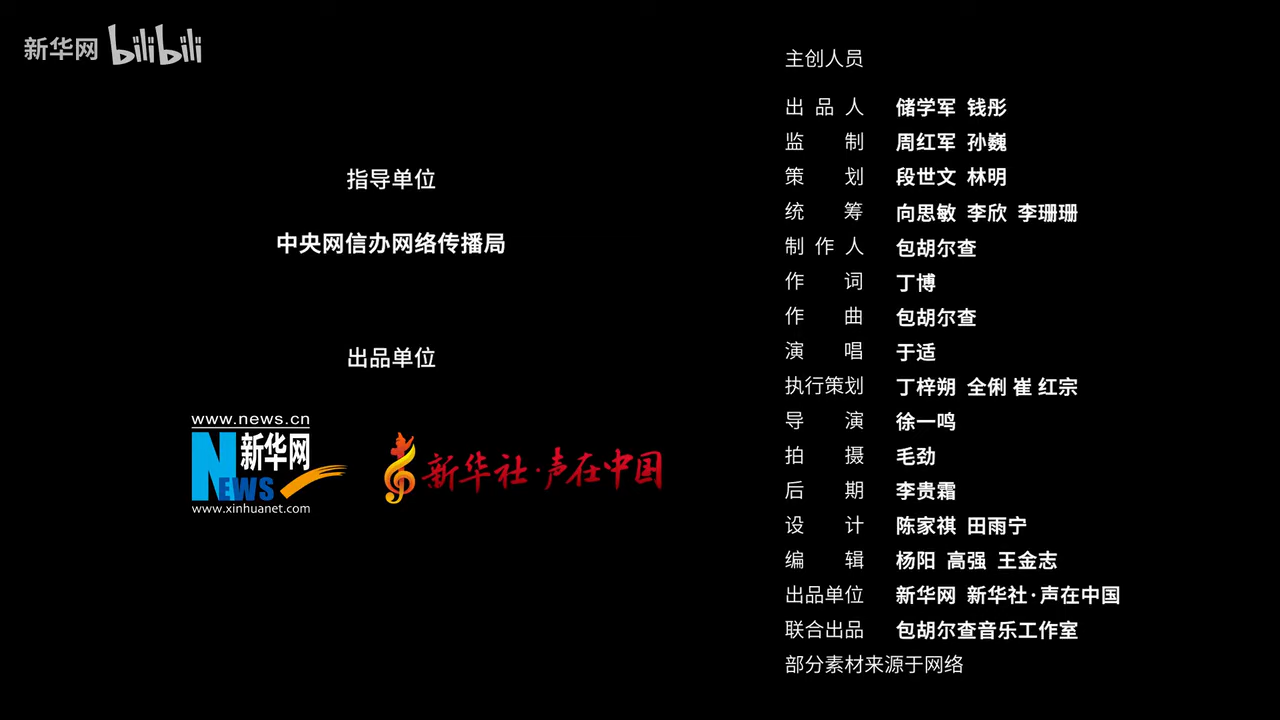 新华网 bilibili
指导单位
中央网信办网络传播局
出品单位
www.news.cn
新华网
NEWS
www.xinhuanet.com
新华社·声在中国
主创人员
出品人 储学军 钱彤
监制 周红军 孙巍
策划 段世文 林明
统筹 向思敏 李欣 李珊珊
制作人 包胡尔查
作词 丁博
作曲 包胡尔查
演唱 于适
执行策划 丁梓朔 全俐 崔 红宗
导演 徐一鸣
拍摄 毛劲
后期 李贵霜
设计 陈家祺 田雨宁
编辑 杨阳 高强 王金志
出品单位 新华网 新华社·声在中国
联合出品 包胡尔查音乐工作室
部分素材来源于网络